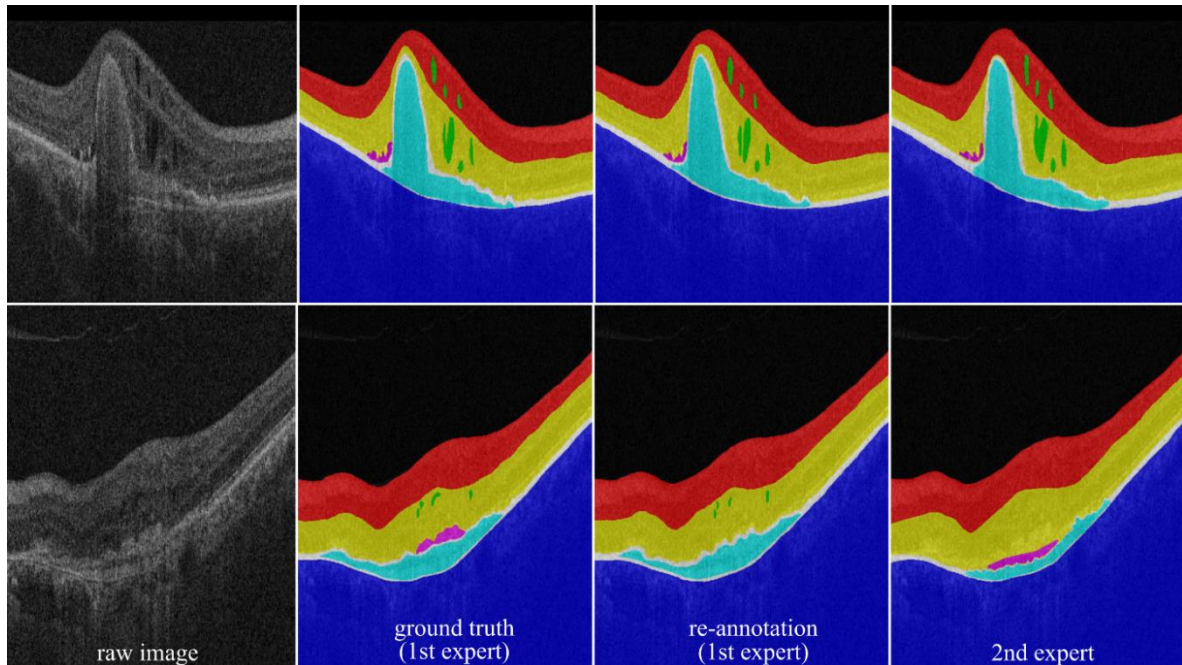 raw image
ground truth
(1st expert)
re-annotation
(1st expert)
2nd expert